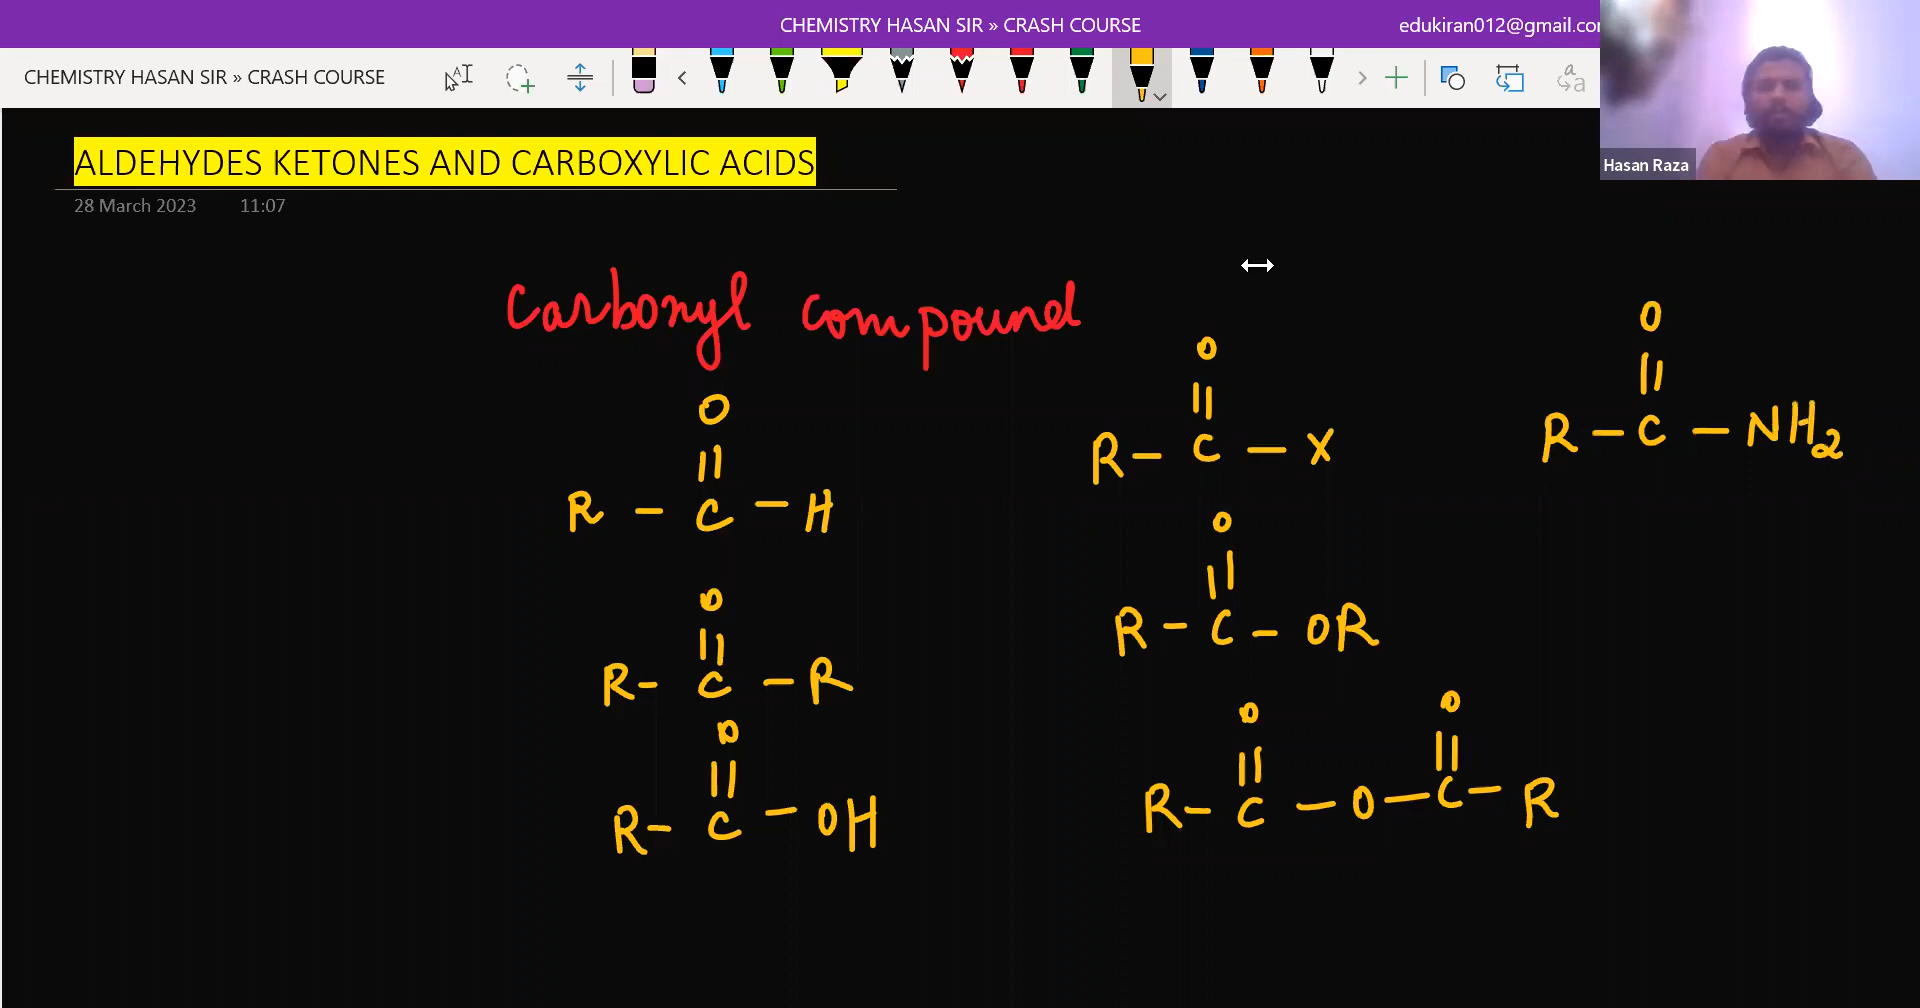 CHEMISTRY HASAN SIR » CRASH COURSE
edukiran012@gmail.co
CHEMISTRY HASAN SIR » CRASH COURSE
Hasan Raza
ALDEHYDES KETONES AND CARBOXYLIC ACIDS
28 March 2023 11:07
Carbonyl compound
O
||
R - C - H
O
||
R - C - R
O
||
R - C - OH
O
||
R - C - X
O
||
R - C - OR
O O
|| ||
R - C - O - C - R
O
||
R - C - NH2